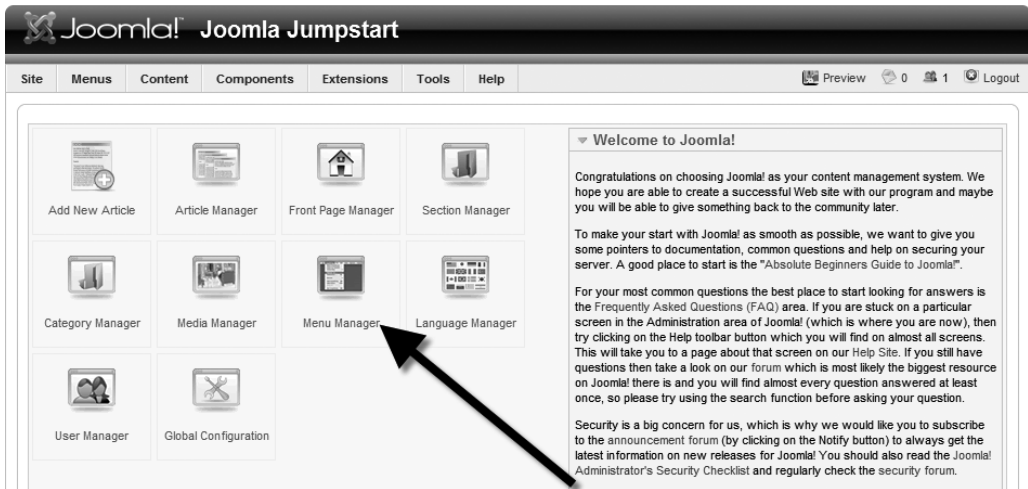 Joomla! Joomla Jumpstart
Site Menus Content Components Extensions Tools Help Preview 0 1 Logout
Add New Article Article Manager Front Page Manager Section Manager
Category Manager Media Manager Menu Manager Language Manager
User Manager Global Configuration
Welcome to Joomla!
Congratulations on choosing Joomla! as your content management system. We
hope you are able to create a successful Web site with our program and maybe
you will be able to give something back to the community later.
To make your start with Joomla! as smooth as possible, we want to give you
some pointers to documentation, common questions and help on securing your
server. A good place to start is the "Absolute Beginners Guide to Joomla!".
For your most common questions the best place to start looking for answers is
the Frequently Asked Questions (FAQ) area. If you are stuck on a particular
screen in the Administration area of Joomla! (which is where you are now), then
try clicking on the Help toolbar button which you will find on almost all screens.
This will take you to a page about that screen on our Help Site. If you still have
questions then take a look on our forum which is most likely the biggest resource
on Joomla! there is and you will find almost every question answered at least
once, so please try using the search function before asking your question.
Security is a big concern for us, which is why we would like you to subscribe
to the announcement forum (by clicking on the Notify button) to always get the
latest information on new releases for Joomla! You should also read the Joomla!
Administrator's Security Checklist and regularly check the security forum.